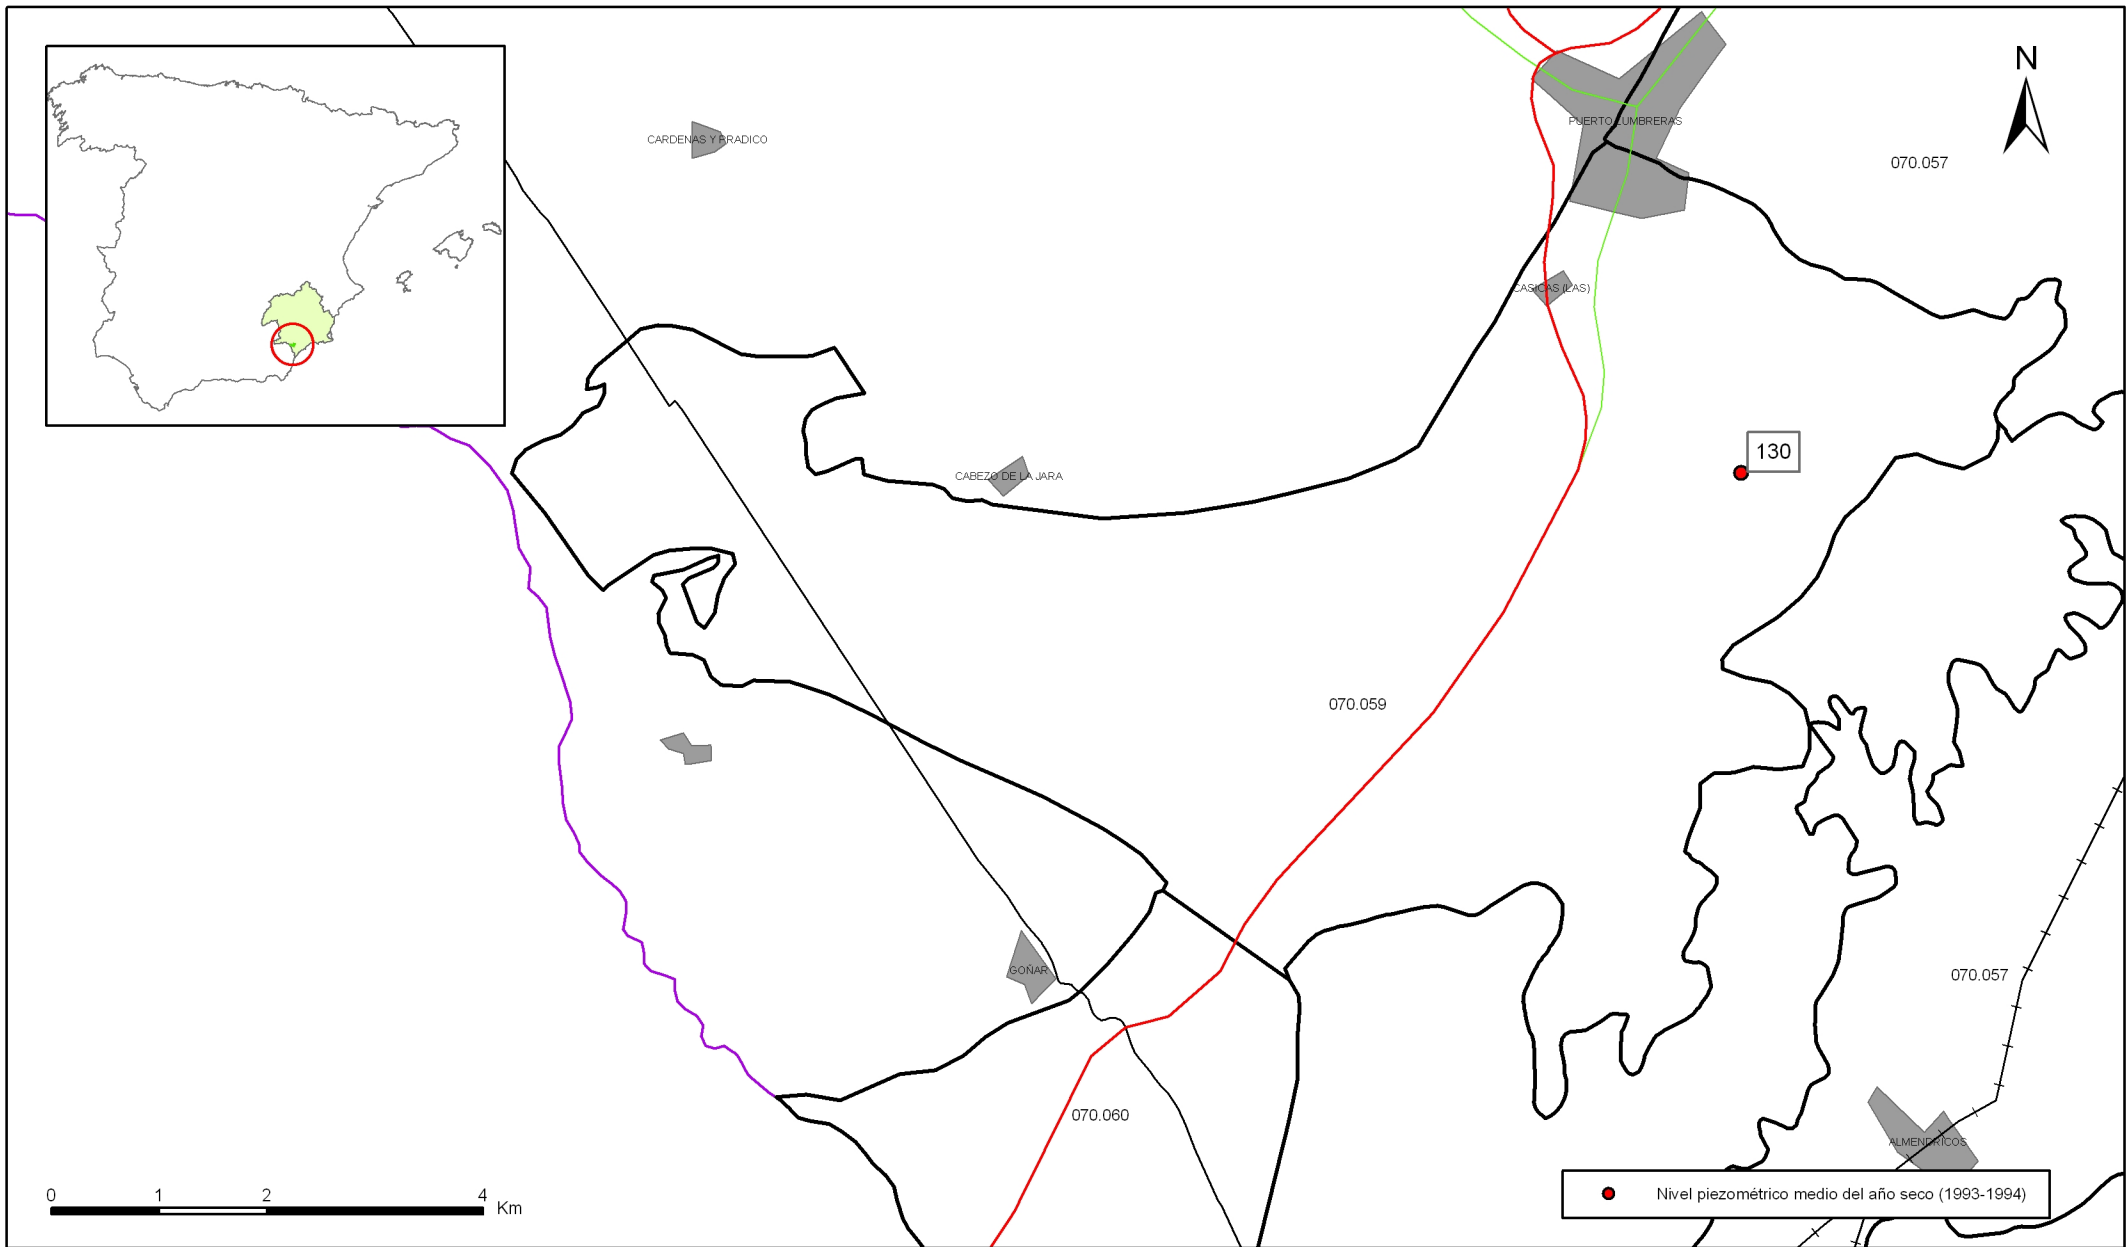 N
PUERTO LUMBRERAS
CARDENAS Y PRADICO
070.057
CASICAS (LAS)
130
CABEZO DE LA JARA
070.059
GOÑAR
070.057
070.060
ALMENDRICOS
0 1 2 4 Km
Nivel piezométrico medio del año seco (1993-1994)